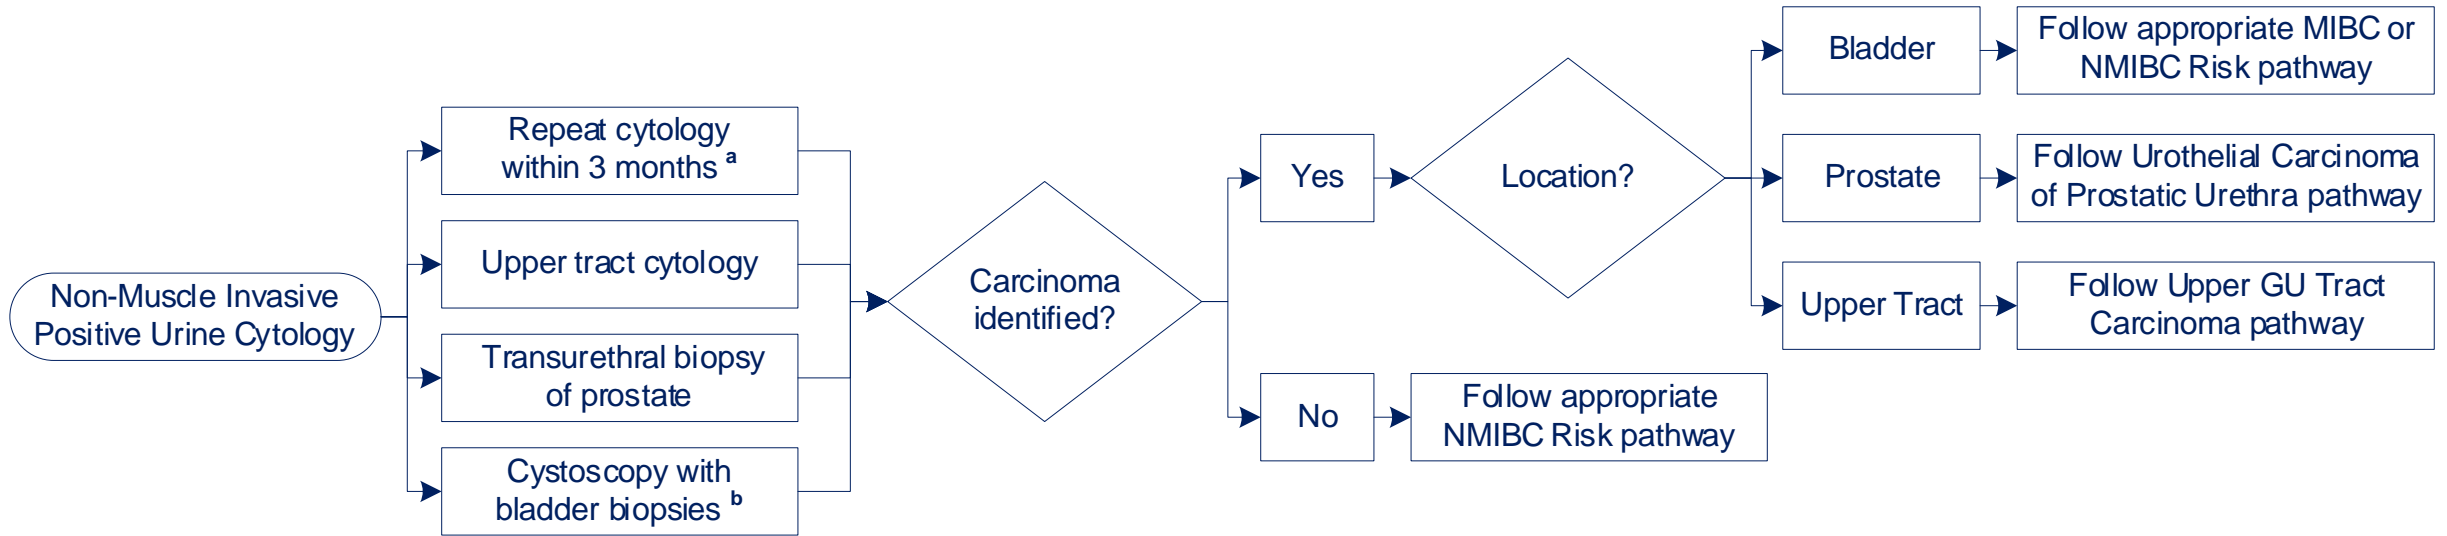 Non-Muscle Invasive
Positive Urine Cytology
Repeat cytology
within 3 months a
Upper tract cytology
Transurethral biopsy
of prostate
Cystoscopy with
bladder biopsies b
Carcinoma
identified?
Yes
No
Follow appropriate
NMIBC Risk pathway
Location?
Bladder
Follow appropriate MIBC or
NMIBC Risk pathway
Prostate
Follow Urothelial Carcinoma
of Prostatic Urethra pathway
Upper Tract
Follow Upper GU Tract
Carcinoma pathway